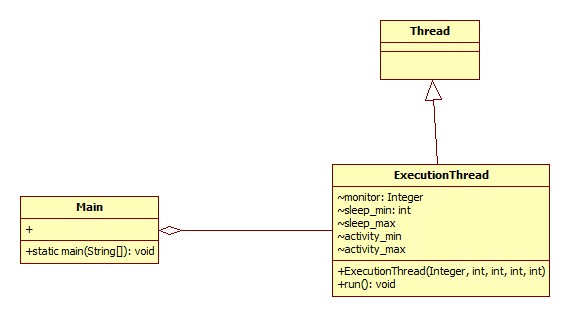 Thread
ExecutionThread
~monitor: Integer
~sleep_min: int
~sleep_max
~activity_min
~activity_max
+ExecutionThread(Integer, int, int, int, int)
+run(): void
Main
+
+static main(String[]): void